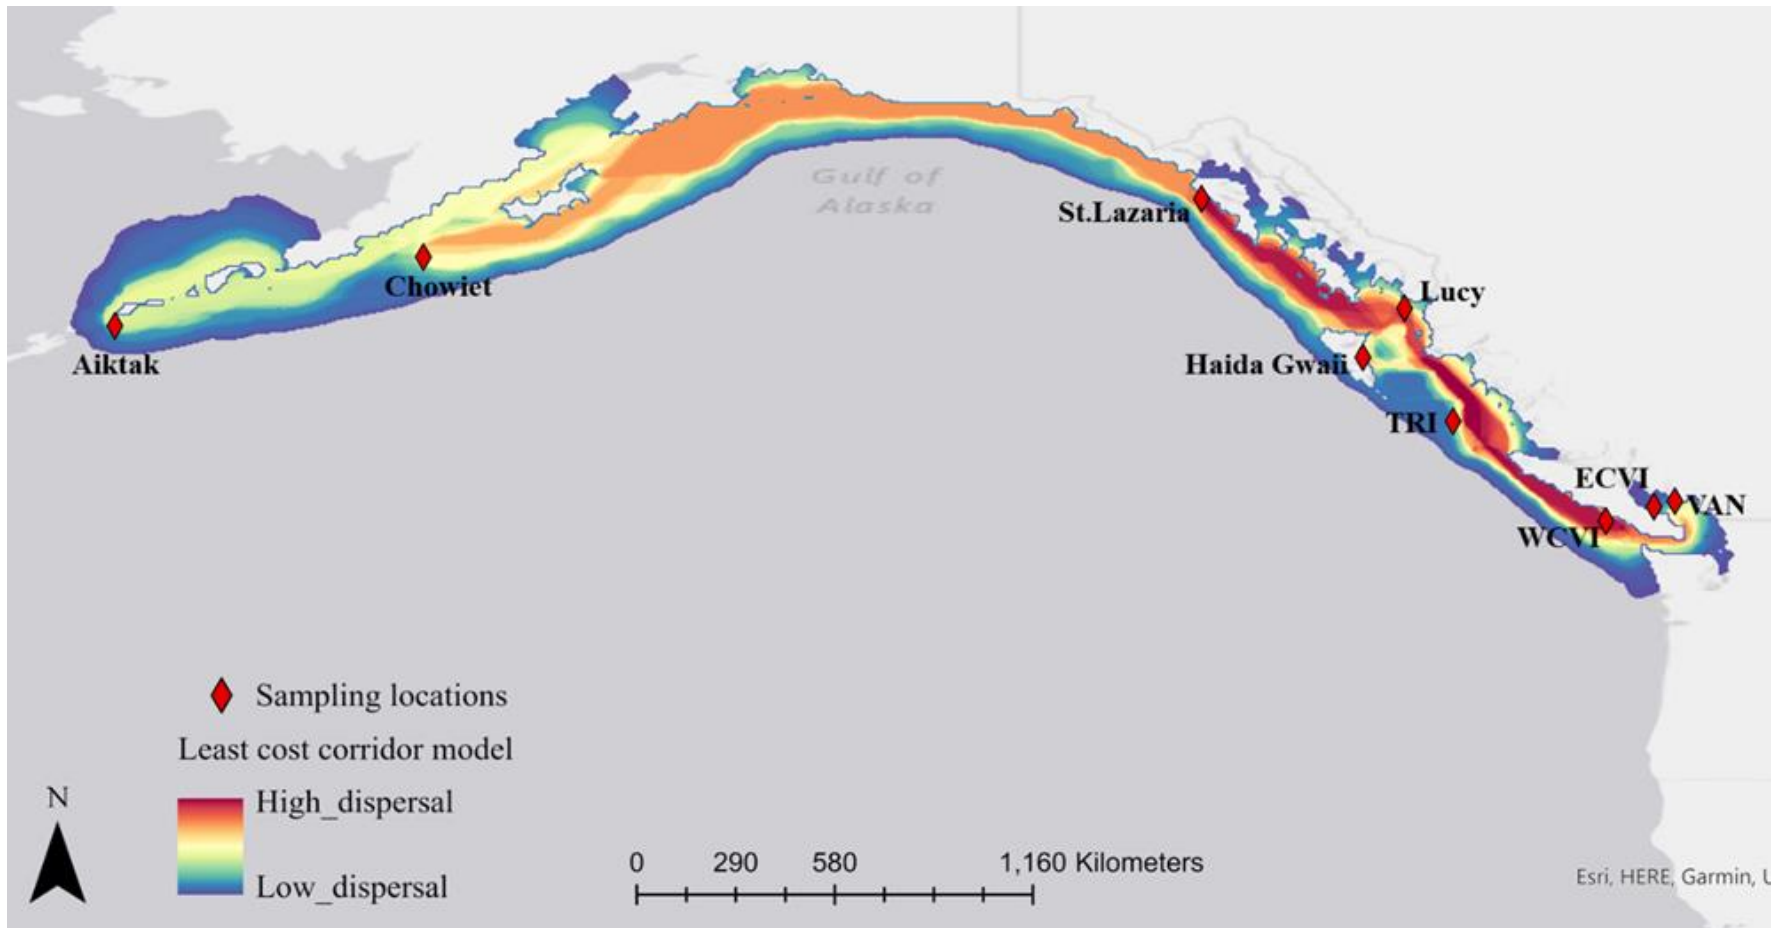 Gulf of
Alaska
St.Lazaria
Chowiet
Lucy
Aiktak
Haida Gwaii
TRI
ECVI
VAN
WCVI
Sampling locations
Least cost corridor model
N
High_dispersal
Low_dispersal
0 290 580 1,160 Kilometers
Esri, HERE, Garmin, U